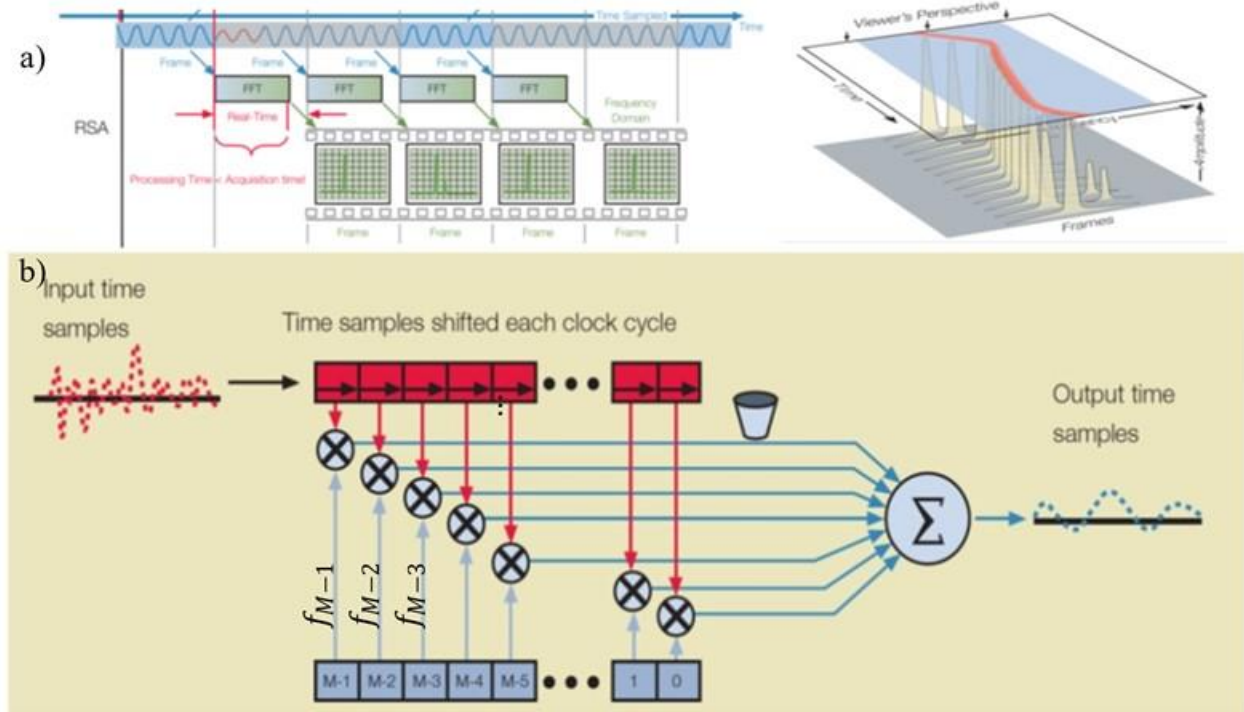 a)
Time Sampled
Time
Frame Frame Frame Frame
FFT FFT FFT FFT
RSA
Real-Time
Frequency
Domain
Processing Time < Acquisition time!
Frame Frame Frame Frame
Viewer's Perspective
Time
Amplitude
Frames
b)
Input time
samples
Time samples shifted each clock cycle
Output time
samples
Σ
f_{M-1} f_{M-2} f_{M-3}
M-1 M-2 M-3 M-4 M-5 1 0